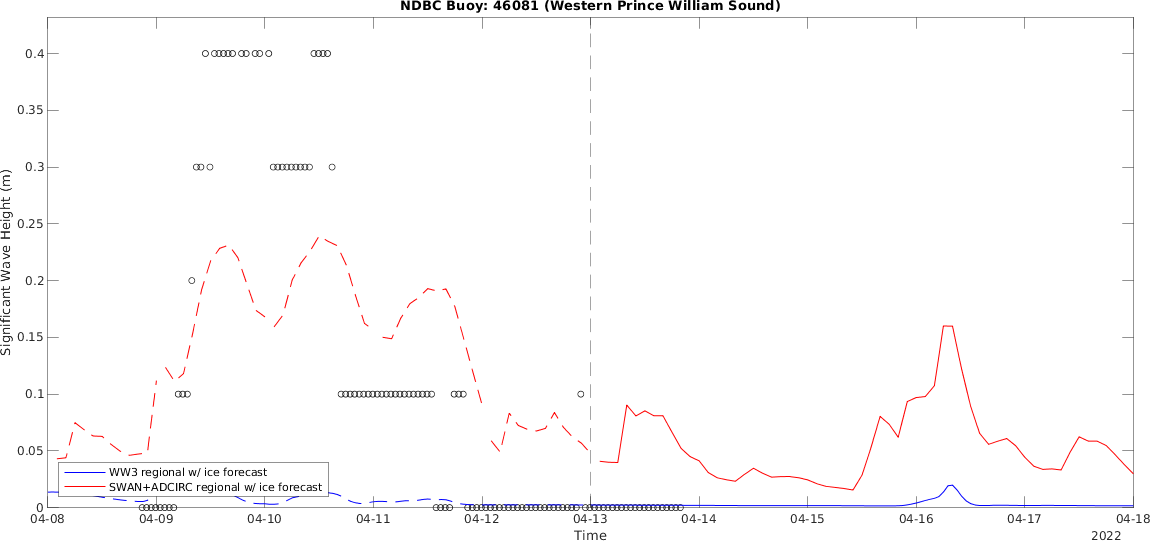 NDBC Buoy: 46081 (Western Prince William Sound)
0.4
0.35
0.3
0.25
0.2
0.15
0.1
0.05
0
Significant Wave Height (m)
WW3 regional w/ ice forecast
SWAN+ADCIRC regional w/ ice forecast
04-08 04-09 04-10 04-11 04-12 04-13 04-14 04-15 04-16 04-17 04-18
Time
2022